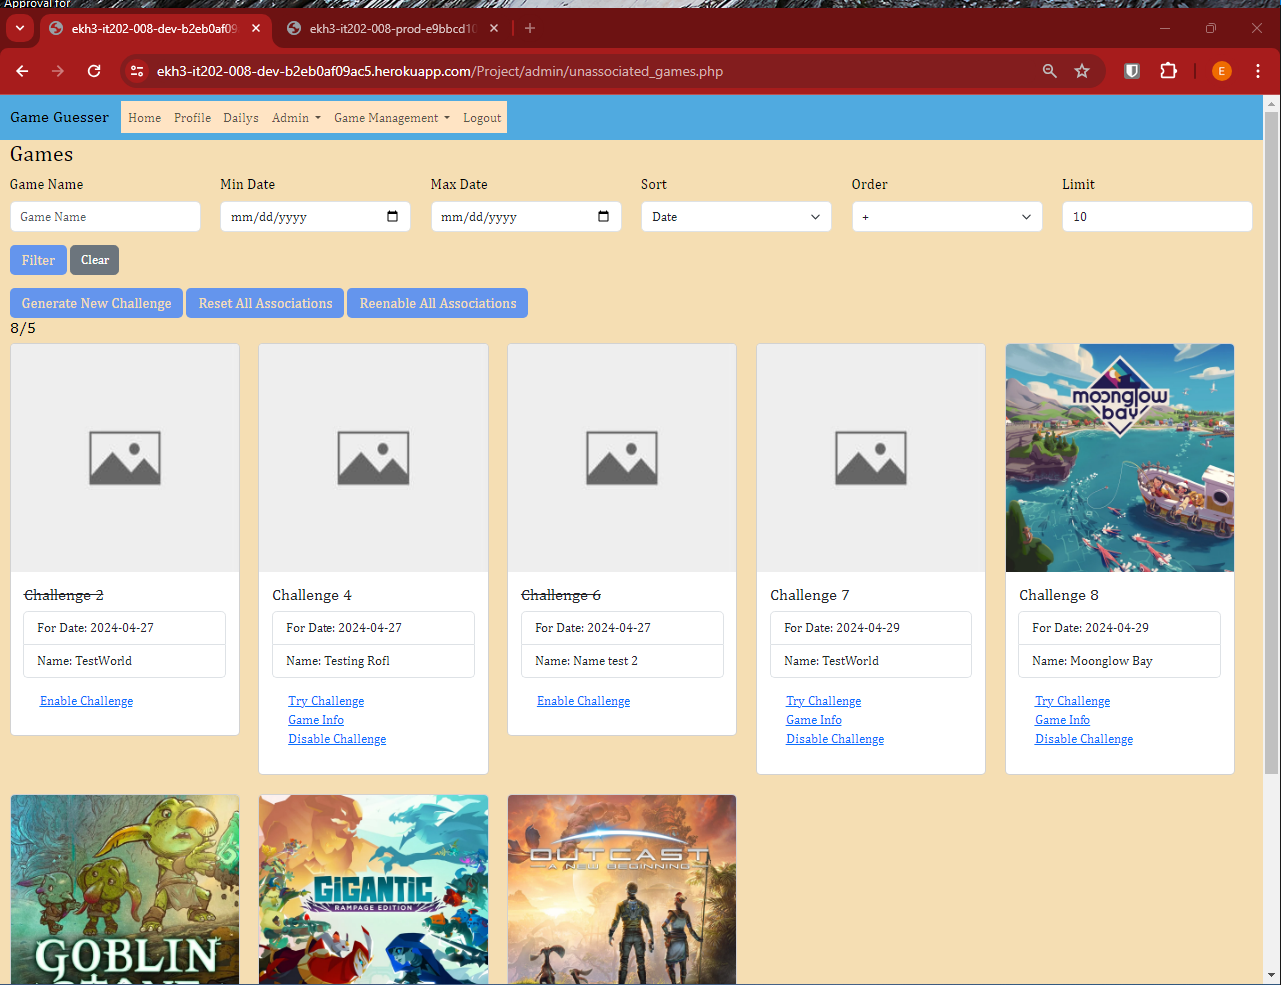 Approval for
ekh3-it202-008-dev-b2eb0af09
ekh3-it202-008-prod-e9bbcd10
ekh3-it202-008-dev-b2eb0af09ac5.herokuapp.com/Project/admin/unassociated_games.php
E
Game Guesser Home Profile Dailys Admin Game Management Logout
Games
Game Name Min Date Max Date Sort Order Limit
Game Name mm/dd/yyyy mm/dd/yyyy Date + 10
Filter Clear
Generate New Challenge Reset All Associations Reenable All Associations
8/5
moonglow
bay
Challenge 2
For Date: 2024-04-27
Name: TestWorld
Enable Challenge
Challenge 4
For Date: 2024-04-27
Name: Testing Rofl
Try Challenge
Game Info
Disable Challenge
Challenge 6
For Date: 2024-04-27
Name: Name test 2
Enable Challenge
Challenge 7
For Date: 2024-04-29
Name: TestWorld
Try Challenge
Game Info
Disable Challenge
Challenge 8
For Date: 2024-04-29
Name: Moonglow Bay
Try Challenge
Game Info
Disable Challenge
GOBLIN
GIGANTIC
RAMPAGE EDITION
OUTCAST
A NEW BEGINNING